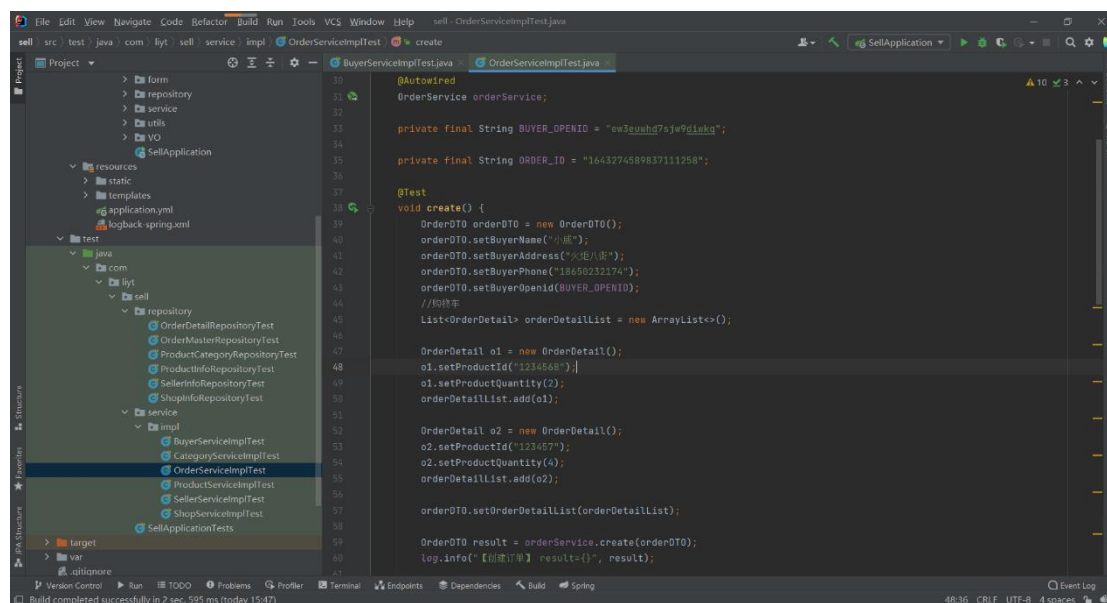 File Edit View Navigate Code Refactor Build Run Tools VCS Window Help sell - OrderServiceImplTest.java
sell src test java com liyt sell service impl OrderServiceImplTest create SellApplication
Project
BuyerServiceImplTest.java OrderServiceImplTest.java
form
repository
service
utils
VO
SellApplication
resources
static
templates
application.yml
logback-spring.xml
test
java
com
liyt
sell
repository
OrderDetailRepositoryTest
OrderMasterRepositoryTest
ProductCategoryRepositoryTest
ProductInfoRepositoryTest
SellerInfoRepositoryTest
ShopInfoRepositoryTest
service
impl
BuyerServiceImplTest
CategoryServiceImplTest
OrderServiceImplTest
ProductServiceImplTest
SellerServiceImplTest
ShopServiceImplTest
SellApplicationTests
target
var
.gitignore
Project
Structure
Favorites
JPA Structure
10 3
30 @Autowired
31 OrderService orderService;
32
33 private final String BUYER_OPENID = "ew3euwhd7sjw9diwkq";
34
35 private final String ORDER_ID = "1643274589837111258";
36
37 @Test
38 void create() {
39 OrderDTO orderDTO = new OrderDTO();
40 orderDTO.setBuyerName("小威");
41 orderDTO.setBuyerAddress("火炬八街");
42 orderDTO.setBuyerPhone("18650232174");
43 orderDTO.setBuyerOpenid(BUYER_OPENID);
44 //购物车
45 List<OrderDetail> orderDetailList = new ArrayList<>();
46
47 OrderDetail o1 = new OrderDetail();
48 o1.setProductId("1234568");
49 o1.setProductQuantity(2);
50 orderDetailList.add(o1);
51
52 OrderDetail o2 = new OrderDetail();
53 o2.setProductId("123457");
54 o2.setProductQuantity(4);
55 orderDetailList.add(o2);
56
57 orderDTO.setOrderDetailList(orderDetailList);
58
59 OrderDTO result = orderService.create(orderDTO);
60 log.info("【创建订单】 result={}", result);
61
Version Control Run TODO Problems Profiler Terminal Endpoints Dependencies Build Spring Event Log
Build completed successfully in 2 sec, 595 ms (today 15:47) 48:36 CRLF UTF-8 4 spaces